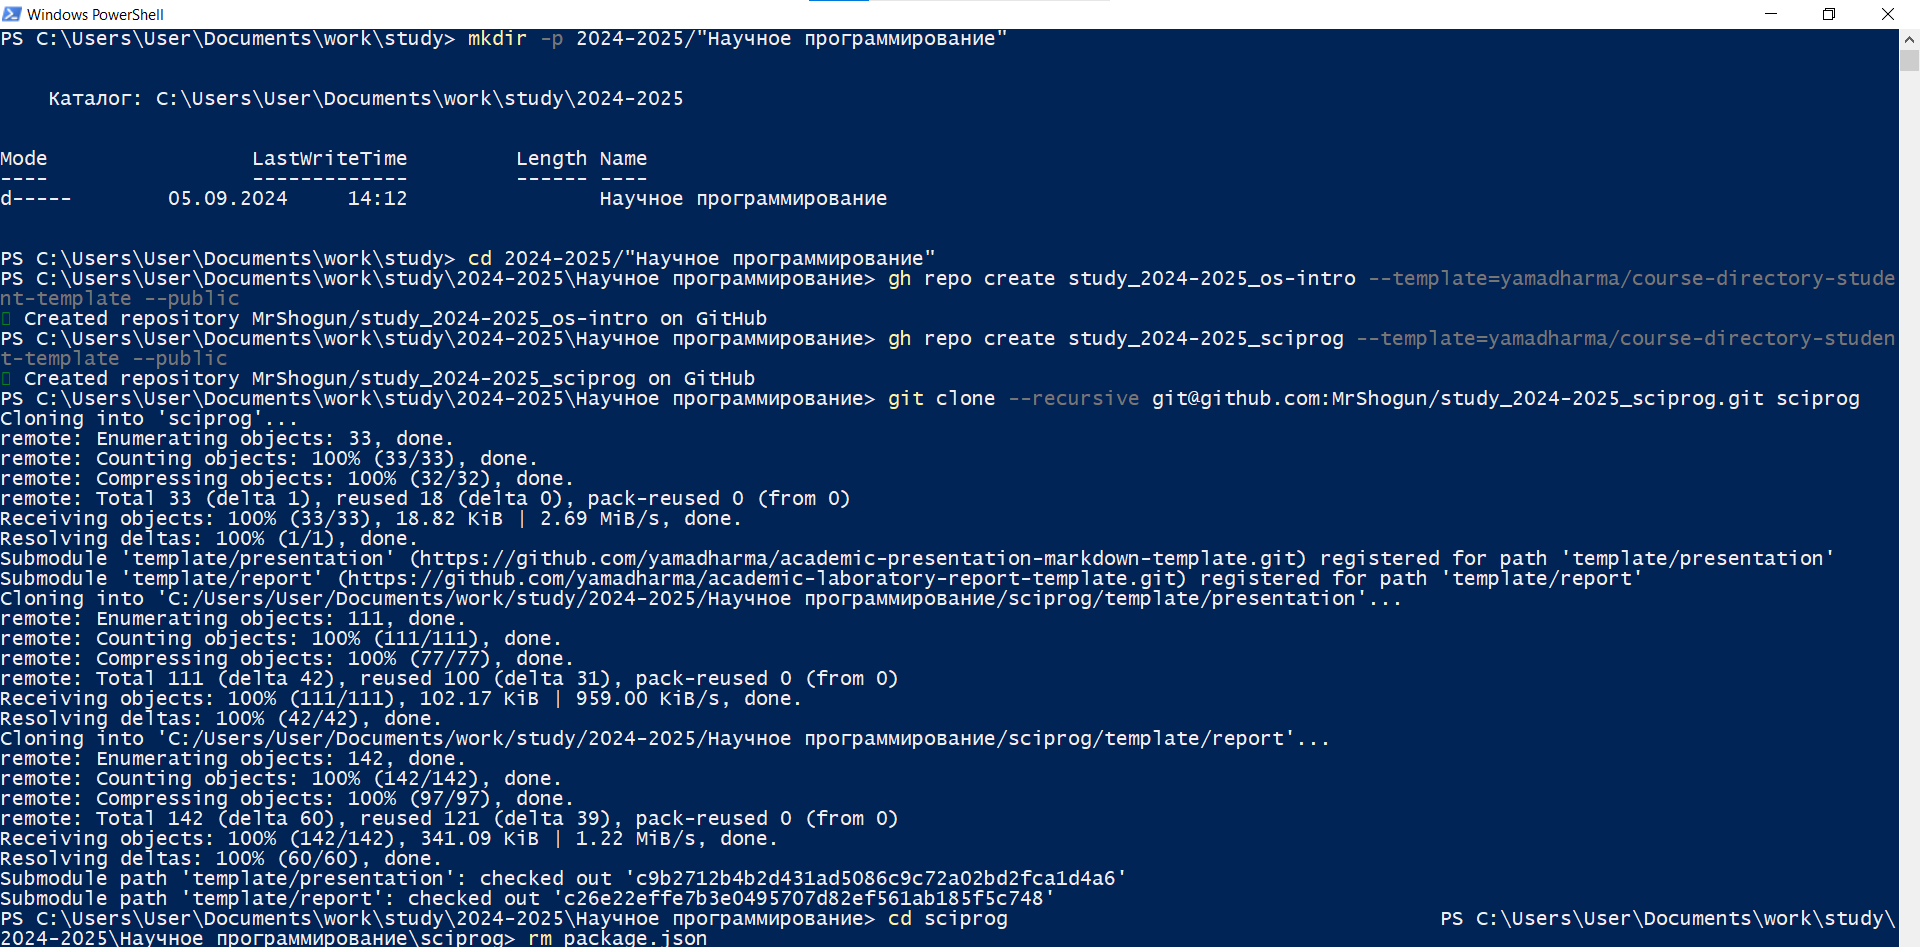 Windows PowerShell
PS C:\Users\User\Documents\work\study> mkdir -p 2024-2025/"Научное программирование"
Каталог: C:\Users\User\Documents\work\study\2024-2025
Mode LastWriteTime Length Name
---- ------------- ------ ----
d----- 05.09.2024 14:12 Научное программирование
PS C:\Users\User\Documents\work\study> cd 2024-2025/"Научное программирование"
PS C:\Users\User\Documents\work\study\2024-2025\Научное программирование> gh repo create study_2024-2025_os-intro --template=yamadharma/course-directory-stude
nt-template --public
Created repository MrShogun/study_2024-2025_os-intro on GitHub
PS C:\Users\User\Documents\work\study\2024-2025\Научное программирование> gh repo create study_2024-2025_sciprog --template=yamadharma/course-directory-studen
t-template --public
Created repository MrShogun/study_2024-2025_sciprog on GitHub
PS C:\Users\User\Documents\work\study\2024-2025\Научное программирование> git clone --recursive git@github.com:MrShogun/study_2024-2025_sciprog.git sciprog
Cloning into 'sciprog'...
remote: Enumerating objects: 33, done.
remote: Counting objects: 100% (33/33), done.
remote: Compressing objects: 100% (32/32), done.
remote: Total 33 (delta 1), reused 18 (delta 0), pack-reused 0 (from 0)
Receiving objects: 100% (33/33), 18.82 KiB | 2.69 MiB/s, done.
Resolving deltas: 100% (1/1), done.
Submodule 'template/presentation' (https://github.com/yamadharma/academic-presentation-markdown-template.git) registered for path 'template/presentation'
Submodule 'template/report' (https://github.com/yamadharma/academic-laboratory-report-template.git) registered for path 'template/report'
Cloning into 'C:/Users/User/Documents/work/study/2024-2025/Научное программирование/sciprog/template/presentation'...
remote: Enumerating objects: 111, done.
remote: Counting objects: 100% (111/111), done.
remote: Compressing objects: 100% (77/77), done.
remote: Total 111 (delta 42), reused 100 (delta 31), pack-reused 0 (from 0)
Receiving objects: 100% (111/111), 102.17 KiB | 959.00 KiB/s, done.
Resolving deltas: 100% (42/42), done.
Cloning into 'C:/Users/User/Documents/work/study/2024-2025/Научное программирование/sciprog/template/report'...
remote: Enumerating objects: 142, done.
remote: Counting objects: 100% (142/142), done.
remote: Compressing objects: 100% (97/97), done.
remote: Total 142 (delta 60), reused 121 (delta 39), pack-reused 0 (from 0)
Receiving objects: 100% (142/142), 341.09 KiB | 1.22 MiB/s, done.
Resolving deltas: 100% (60/60), done.
Submodule path 'template/presentation': checked out 'c9b2712b4b2d431ad5086c9c72a02bd2fca1d4a6'
Submodule path 'template/report': checked out 'c26e22effe7b3e0495707d82ef561ab185f5c748'
PS C:\Users\User\Documents\work\study\2024-2025\Научное программирование> cd sciprog PS C:\Users\User\Documents\work\study\
2024-2025\Научное программирование\sciprog> rm package.json